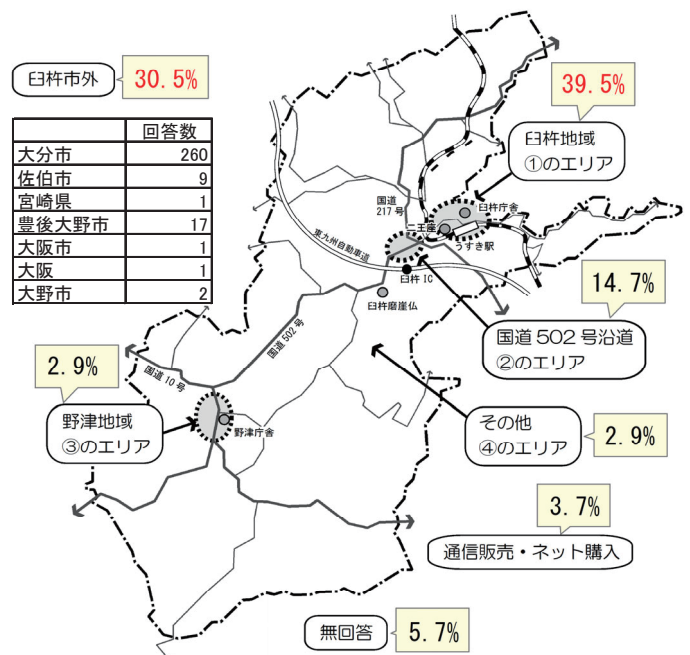 臼杵市外
30.5%
回答数
大分市 260
佐伯市 9
宮崎県 1
豊後大野市 17
大阪市 1
大阪 1
大野市 2
39.5%
臼杵地域
①のエリア
国道
217号
臼杵庁舎
二王座
うすき駅
東九州自動車道
臼杵IC
臼杵磨崖仏
14.7%
国道502号沿道
②のエリア
国道502号
国道10号
2.9%
野津地域
③のエリア
野津庁舎
その他
④のエリア
2.9%
3.7%
通信販売・ネット購入
無回答
5.7%